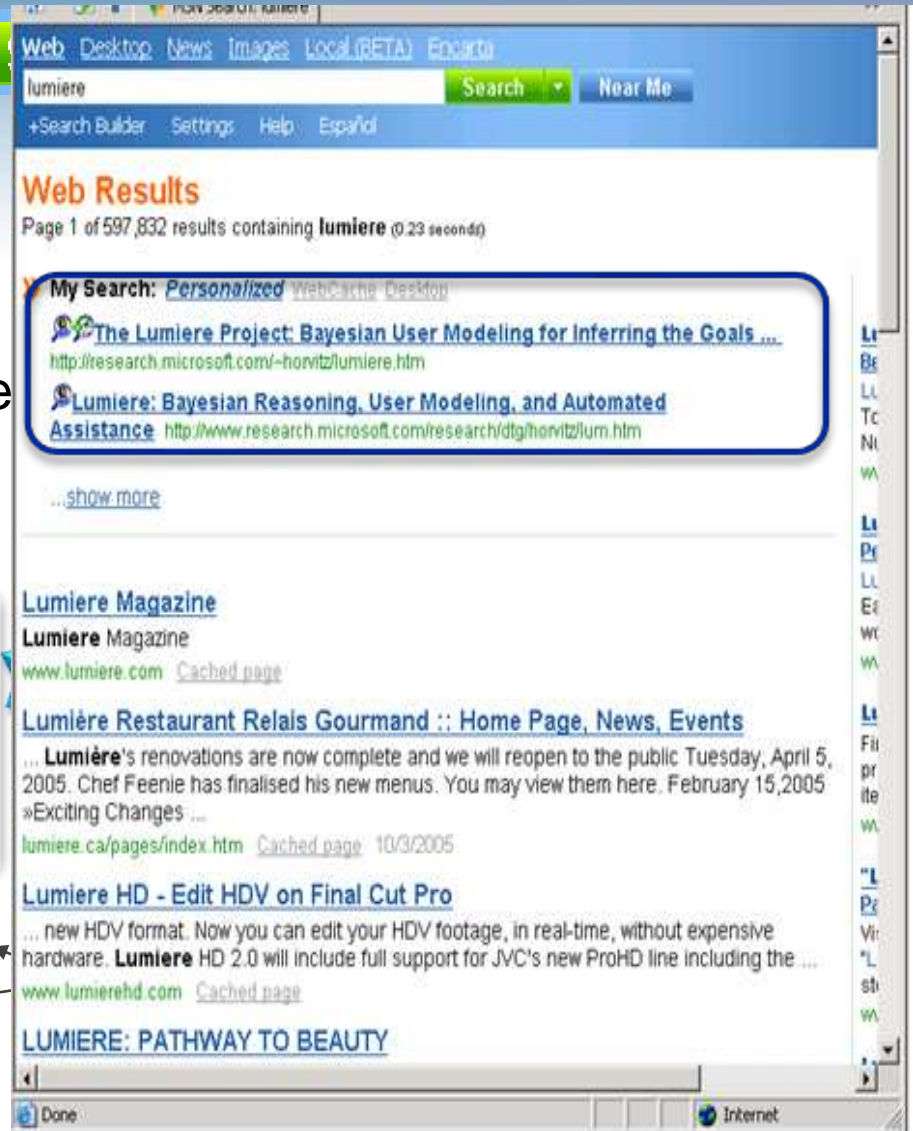 MSN Search: lumiere
Web Desktop News Images Local (BETA) Encarta
lumiere Search Near Me
+Search Builder Settings Help Español
Web Results
Page 1 of 597,832 results containing lumiere (0.23 seconds)
My Search: Personalized WebCache Desktop
The Lumiere Project: Bayesian User Modeling for Inferring the Goals ...
http://research.microsoft.com/~horvitz/lumiere.htm
Lumiere: Bayesian Reasoning, User Modeling, and Automated
Assistance http://www.research.microsoft.com/research/dtg/horvitz/lum.htm
...show more
Lumiere Magazine
Lumiere Magazine
www.lumiere.com Cached page
Lumière Restaurant Relais Gourmand :: Home Page, News, Events
... Lumière's renovations are now complete and we will reopen to the public Tuesday, April 5,
2005. Chef Feenie has finalised his new menus. You may view them here. February 15,2005
»Exciting Changes ...
lumiere.ca/pages/index.htm Cached page 10/3/2005
Lumiere HD - Edit HDV on Final Cut Pro
... new HDV format. Now you can edit your HDV footage, in real-time, without expensive
hardware. Lumiere HD 2.0 will include full support for JVC's new ProHD line including the ...
www.lumierehd.com Cached page
LUMIERE: PATHWAY TO BEAUTY
Done Internet